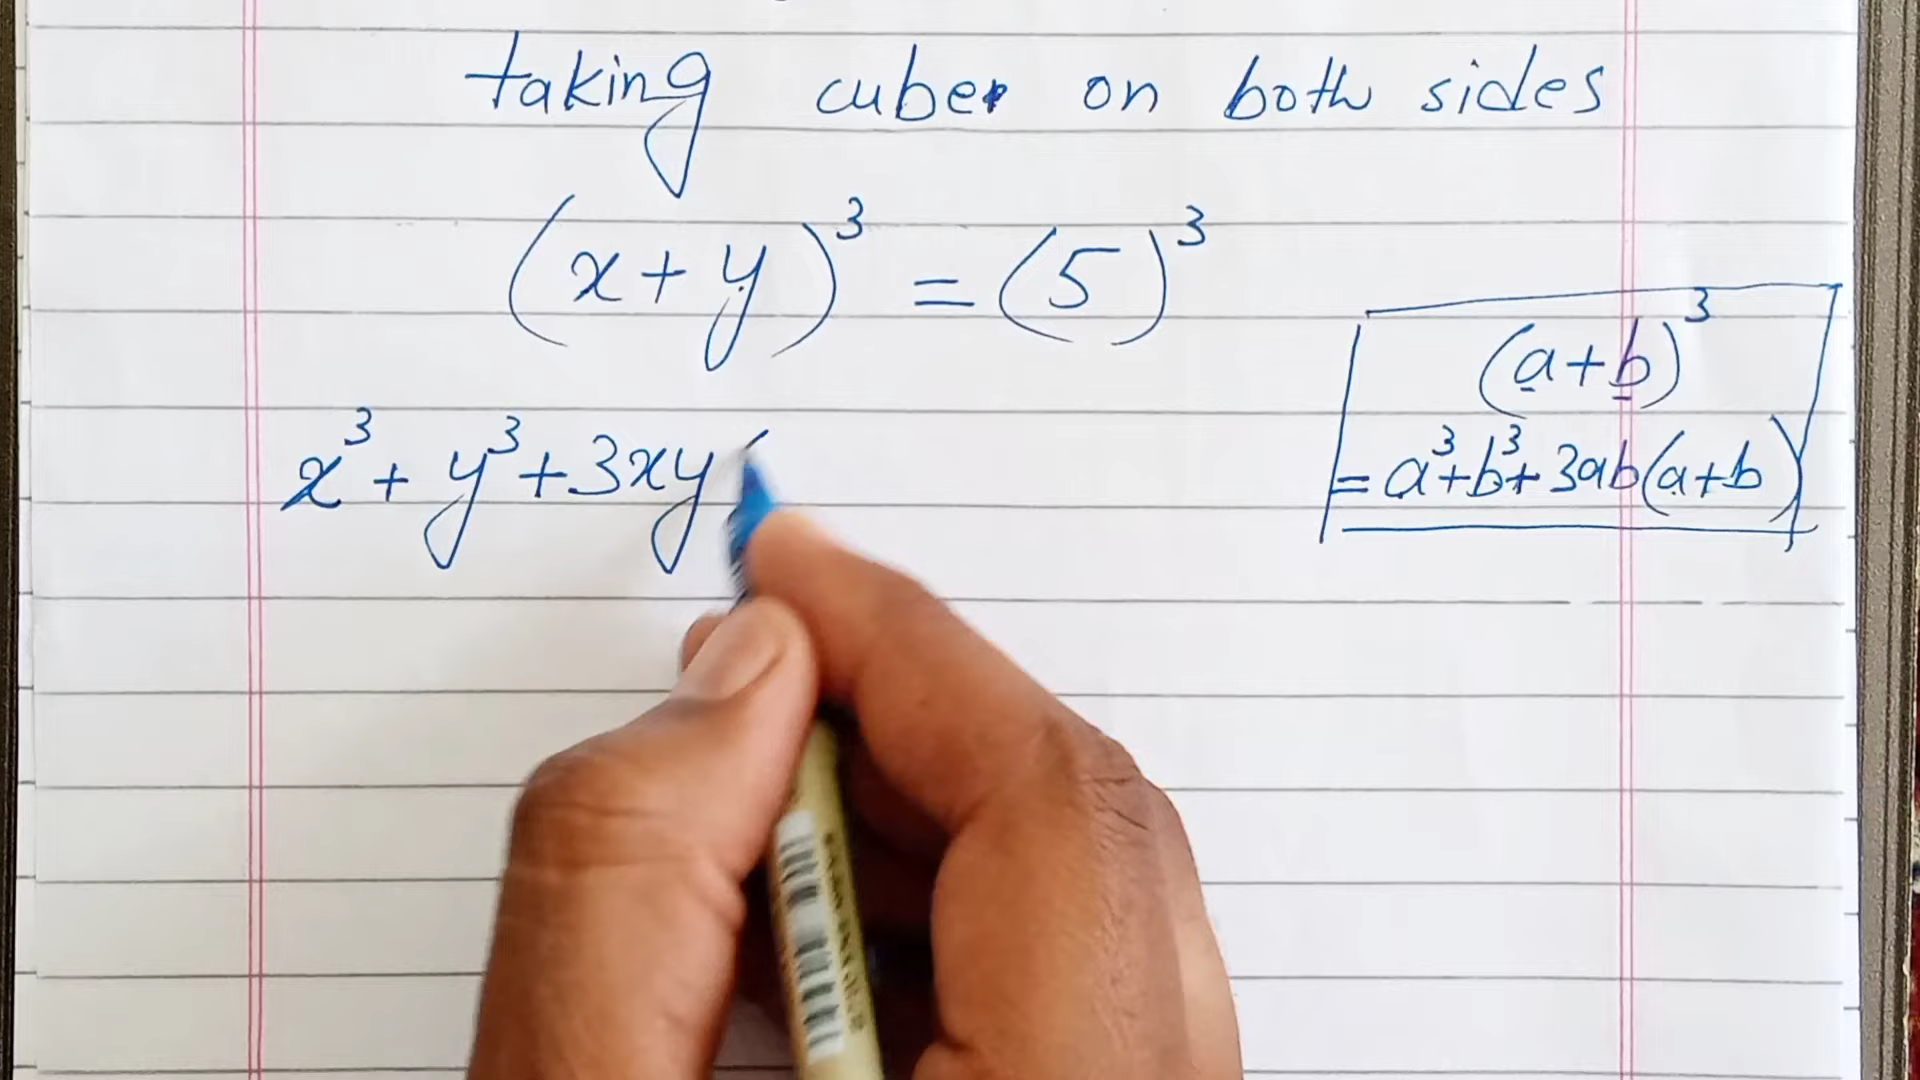 taking cube on both sides
(x+y)³ = (5)³
x³ + y³ + 3xy(
(a+b)³
= a³+b³+3ab(a+b)